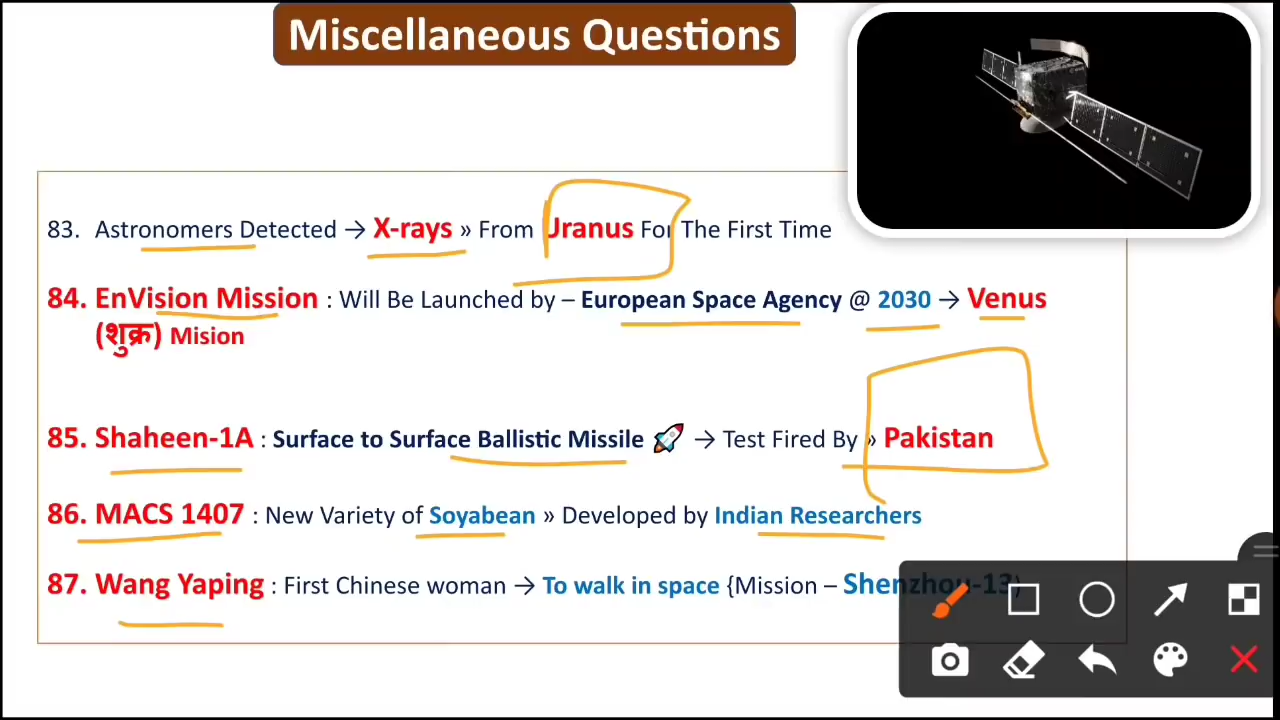 Miscellaneous Questions
83. Astronomers Detected → X-rays » From Uranus For The First Time
84. EnVision Mission : Will Be Launched by – European Space Agency @ 2030 → Venus
(शुक्र) Mision
85. Shaheen-1A : Surface to Surface Ballistic Missile 🚀 → Test Fired By » Pakistan
86. MACS 1407 : New Variety of Soyabean » Developed by Indian Researchers
87. Wang Yaping : First Chinese woman → To walk in space {Mission – Shenzhou-13}